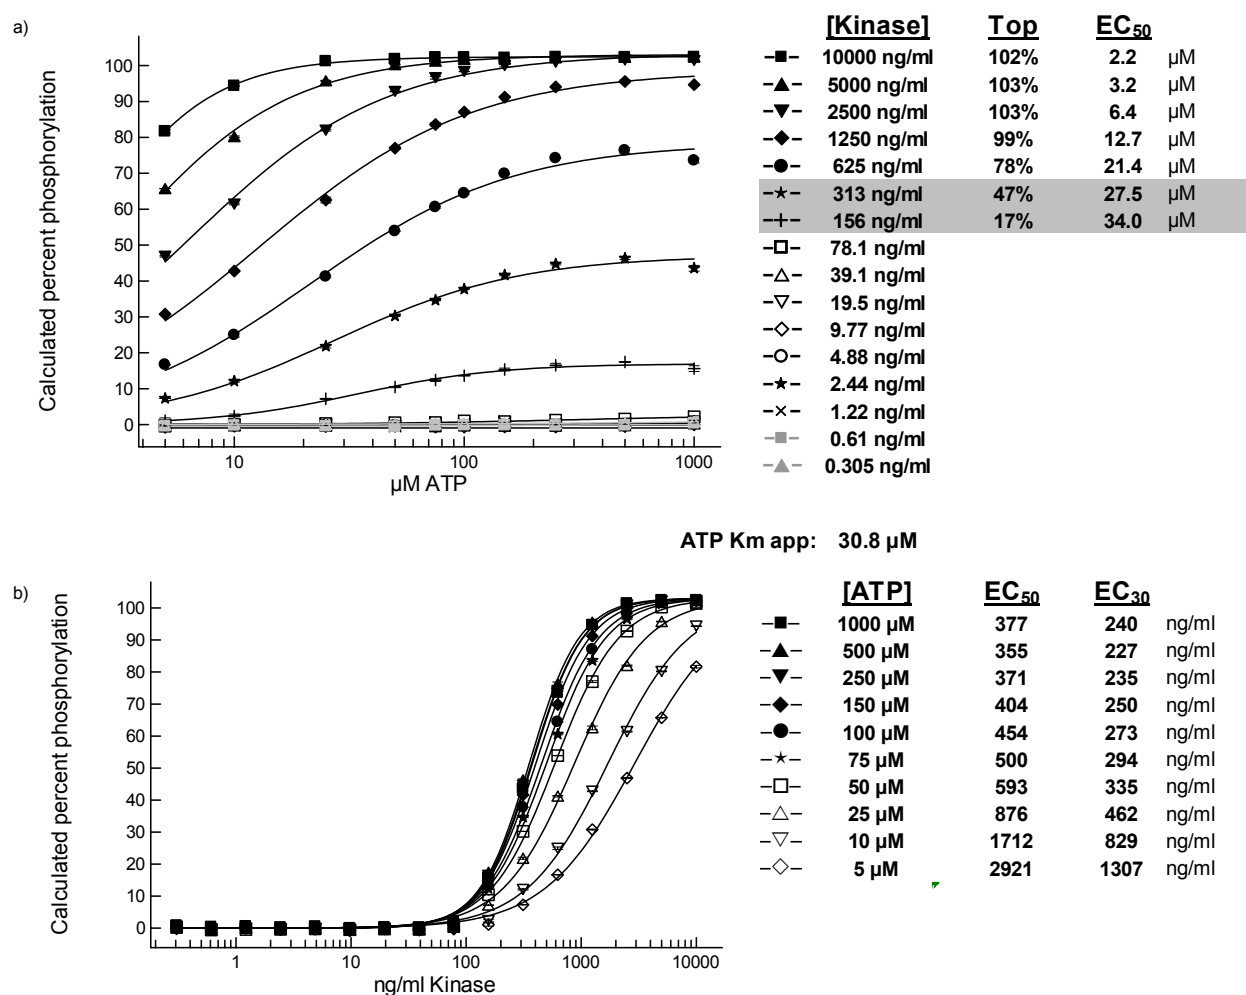 a)
Calculated percent phosphorylation
100
90
80
70
60
50
40
30
20
10
0
10 100 1000
µM ATP
[Kinase] Top EC50
10000 ng/ml 102% 2.2 µM
5000 ng/ml 103% 3.2 µM
2500 ng/ml 103% 6.4 µM
1250 ng/ml 99% 12.7 µM
625 ng/ml 78% 21.4 µM
313 ng/ml 47% 27.5 µM
156 ng/ml 17% 34.0 µM
78.1 ng/ml
39.1 ng/ml
19.5 ng/ml
9.77 ng/ml
4.88 ng/ml
2.44 ng/ml
1.22 ng/ml
0.61 ng/ml
0.305 ng/ml
ATP Km app: 30.8 µM
b)
Calculated percent phosphorylation
100
90
80
70
60
50
40
30
20
10
0
1 10 100 1000 10000
ng/ml Kinase
[ATP] EC50 EC30
1000 µM 377 240 ng/ml
500 µM 355 227 ng/ml
250 µM 371 235 ng/ml
150 µM 404 250 ng/ml
100 µM 454 273 ng/ml
75 µM 500 294 ng/ml
50 µM 593 335 ng/ml
25 µM 876 462 ng/ml
10 µM 1712 829 ng/ml
5 µM 2921 1307 ng/ml